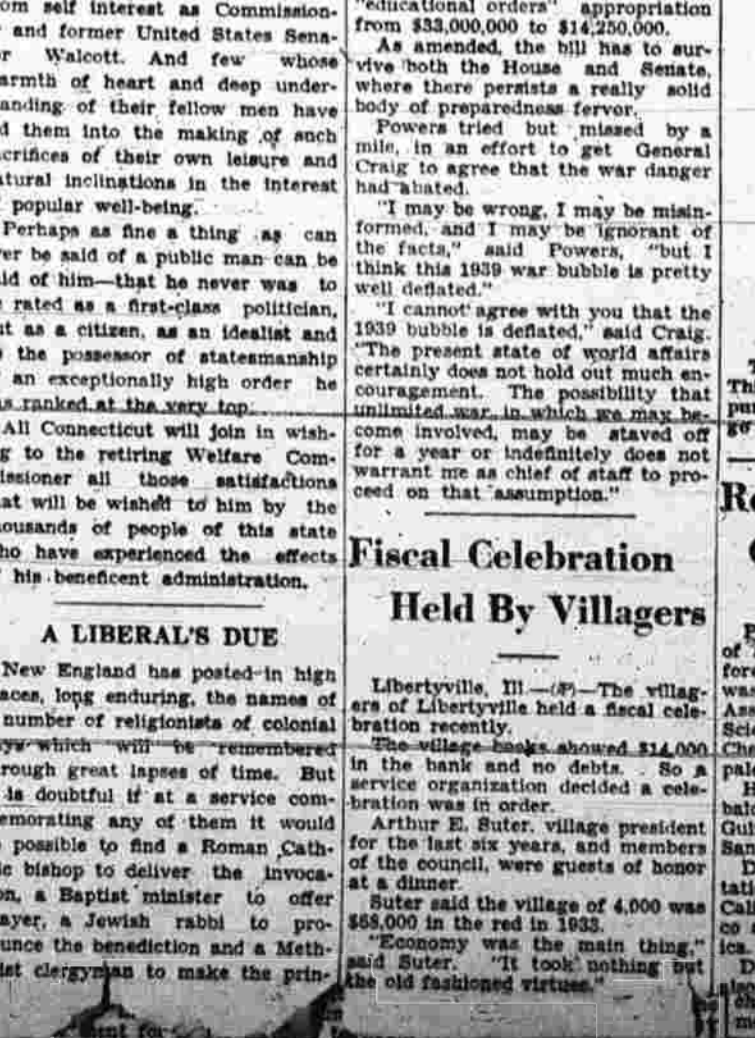 om self interest as Commission-
and former United States Sena-
r Walcott. And few whose
armth of heart and deep under-
anding of their fellow men have
d them into the making of such
crifices of their own leisure and
atural inclinations in the interest
popular well-being.
Perhaps as fine a thing as can
er be said of a public man can be
id of him—that he never was to
rated as a first-class politician,
ut as a citizen, as an idealist and
the possessor of statesmanship
an exceptionally high order he
s ranked at the very top.
All Connecticut will join in wish-
g to the retiring Welfare Com-
issioner all those satisfactions
at will be wished to him by the
ousands of people of this state
ho have experienced the effects
his beneficent administration.
A LIBERAL'S DUE
New England has posted in high
aces, long enduring, the names of
number of religionists of colonial
ys which will be remembered
rough great lapses of time. But
is doubtful if at a service com-
emorating any of them it would
possible to find a Roman Cath-
ic bishop to deliver the invoca-
on, a Baptist minister to offer
ayer, a Jewish rabbi to pro-
unce the benediction and a Meth-
ist clergyman to make the prin-
"educational orders" appropriation
from $33,000,000 to $14,250,000.
As amended, the bill has to sur-
vive both the House and Senate,
where there persists a really solid
body of preparedness fervor.
Powers tried but missed by a
mile, in an effort to get General
Craig to agree that the war danger
had abated.
"I may be wrong, I may be misin-
formed, and I may be ignorant of
the facts," said Powers, "but I
think this 1939 war bubble is pretty
well deflated."
"I cannot agree with you that the
1939 bubble is deflated," said Craig.
"The present state of world affairs
certainly does not hold out much en-
couragement. The possibility that
unlimited war, in which we may be-
come involved, may be staved off
for a year or indefinitely does not
warrant me as chief of staff to pro-
ceed on that assumption."
Fiscal Celebration
Held By Villagers
Libertyville, Ill.—(AP)—The villag-
ers of Libertyville held a fiscal cele-
bration recently.
The village books showed $14,000
in the bank and no debts. So a
service organization decided a cele-
bration was in order.
Arthur E. Suter, village president
for the last six years, and members
of the council, were guests of honor
at a dinner.
Suter said the village of 4,000 was
$68,000 in the red in 1933.
"Economy was the main thing,"
said Suter. "It took nothing but
the old fashioned virtues."